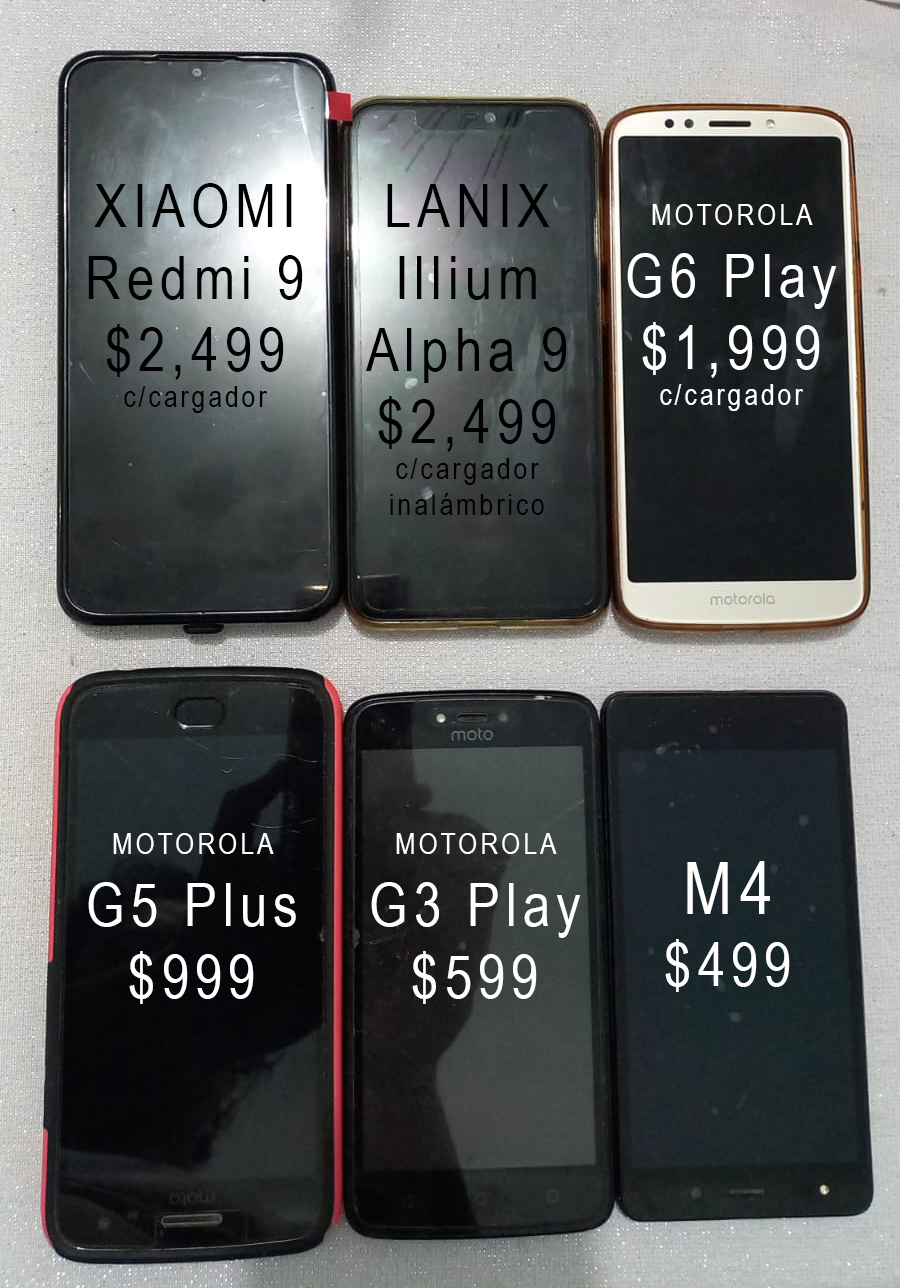 XIAOMI
Redmi 9
$2,499
c/cargador
LANIX
Illium
Alpha 9
$2,499
c/cargador
inalámbrico
MOTOROLA
G6 Play
$1,999
c/cargador
motorola
MOTOROLA
G5 Plus
$999
moto
moto
MOTOROLA
G3 Play
$599
M4
$499